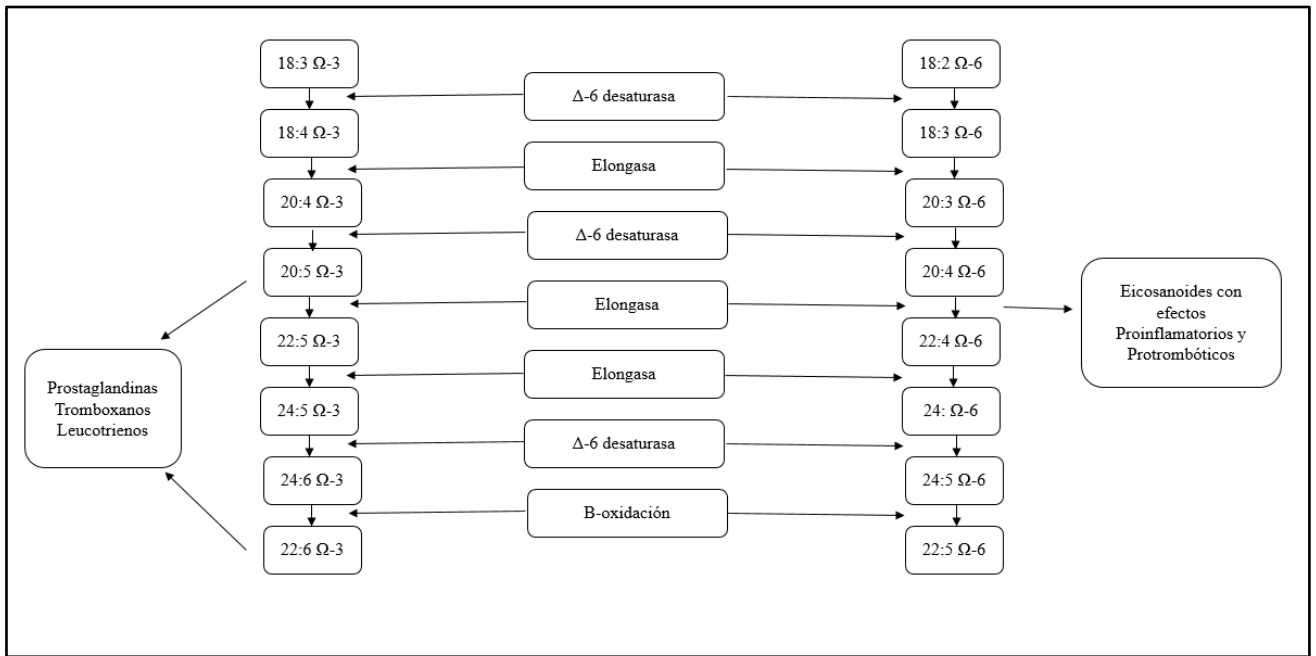 18:3 Ω-3
18:2 Ω-6
Δ-6 desaturasa
18:4 Ω-3
18:3 Ω-6
Elongasa
20:4 Ω-3
20:3 Ω-6
Δ-6 desaturasa
20:5 Ω-3
20:4 Ω-6
Elongasa
Eicosanoides con
efectos
Proinflamatorios y
Protrombóticos
22:5 Ω-3
22:4 Ω-6
Elongasa
Prostaglandinas
Tromboxanos
Leucotrienos
24:5 Ω-3
24: Ω-6
Δ-6 desaturasa
24:6 Ω-3
24:5 Ω-6
B-oxidación
22:6 Ω-3
22:5 Ω-6